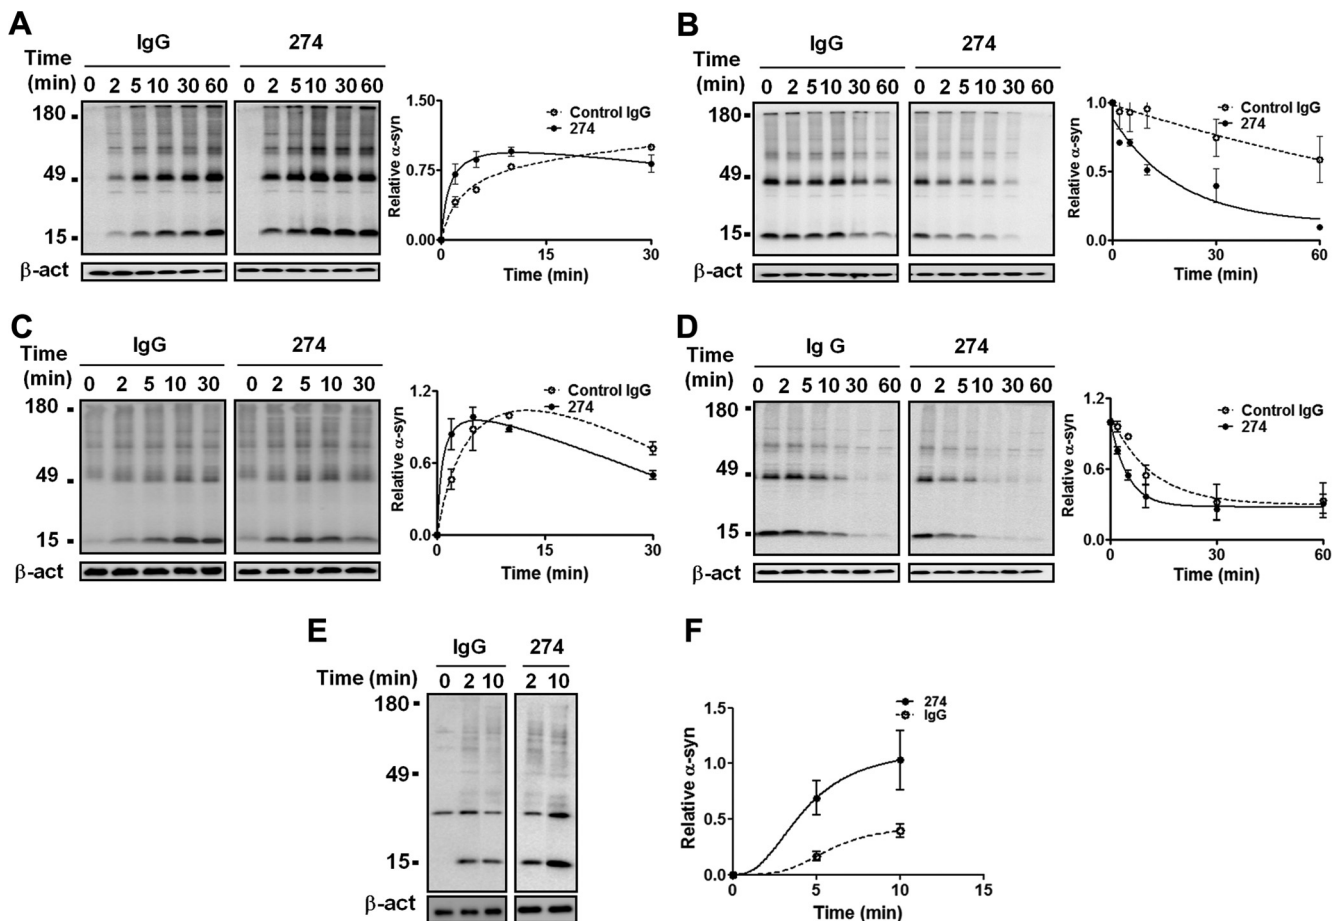 A
IgG 274
Time
(min) 0 2 5 10 30 60 0 2 5 10 30 60
180
49
15
β-act
1.50
0.75
0.00
0 15 30
Relative α-syn
Time (min)
Control IgG
274
B
IgG 274
Time
(min) 0 2 5 10 30 60 0 2 5 10 30 60
180
49
15
β-act
1.0
0.5
0.0
0 30 60
Relative α-syn
Time (min)
Control IgG
274
C
IgG 274
Time
(min) 0 2 5 10 30 0 2 5 10 30
180
49
15
β-act
1.2
0.6
0.0
0 15 30
Relative α-syn
Time (min)
Control IgG
274
D
Ig G 274
Time
(min) 0 2 5 10 30 60 0 2 5 10 30 60
180
49
15
β-act
1.2
0.6
0.0
0 30 60
Relative α-syn
Time (min)
Control IgG
274
E
IgG 274
Time (min) 0 2 10 2 10
180
49
15
β-act
F
1.5
1.0
0.5
0.0
0 5 10 15
Relative α-syn
Time (min)
274
IgG